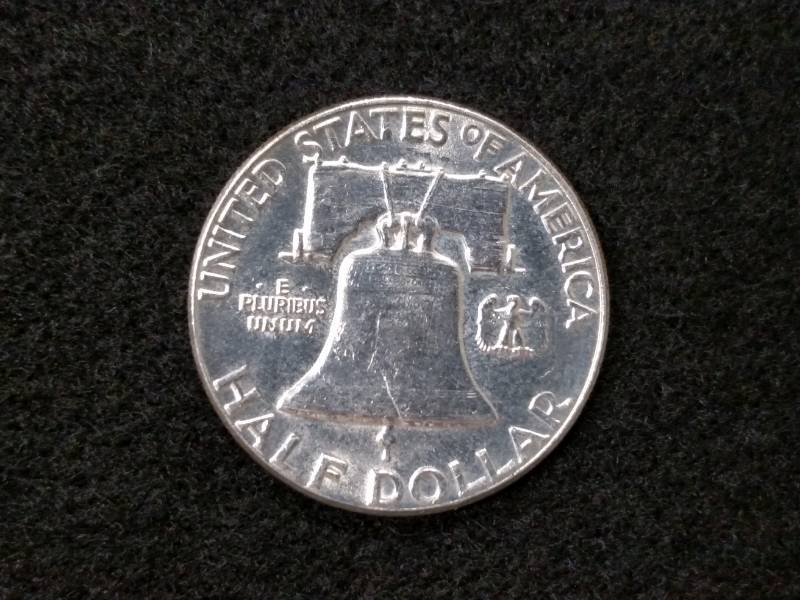 UNITED STATES OF AMERICA
· E ·
PLURIBUS
UNUM
HALF DOLLAR